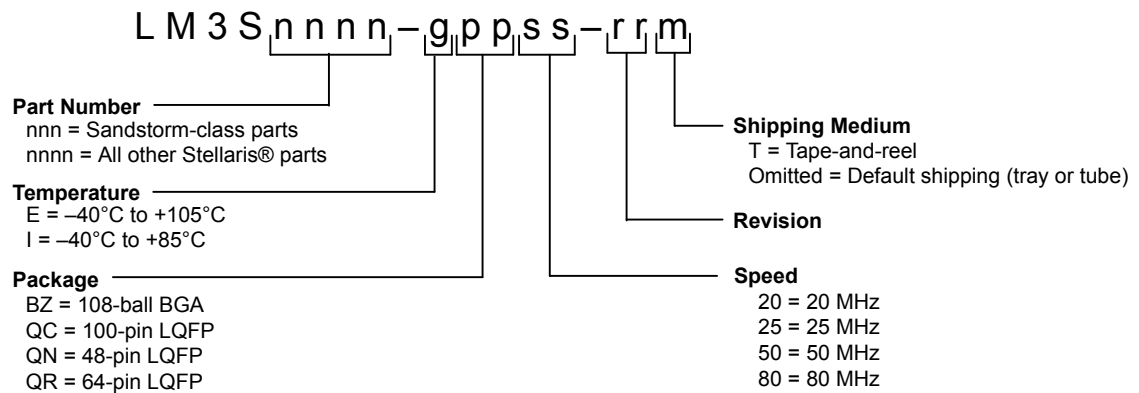 LM3Snnnn–gppss–rrm
Part Number
nnn = Sandstorm-class parts
nnnn = All other Stellaris® parts
Temperature
E = –40°C to +105°C
I = –40°C to +85°C
Package
BZ = 108-ball BGA
QC = 100-pin LQFP
QN = 48-pin LQFP
QR = 64-pin LQFP
Shipping Medium
T = Tape-and-reel
Omitted = Default shipping (tray or tube)
Revision
Speed
20 = 20 MHz
25 = 25 MHz
50 = 50 MHz
80 = 80 MHz